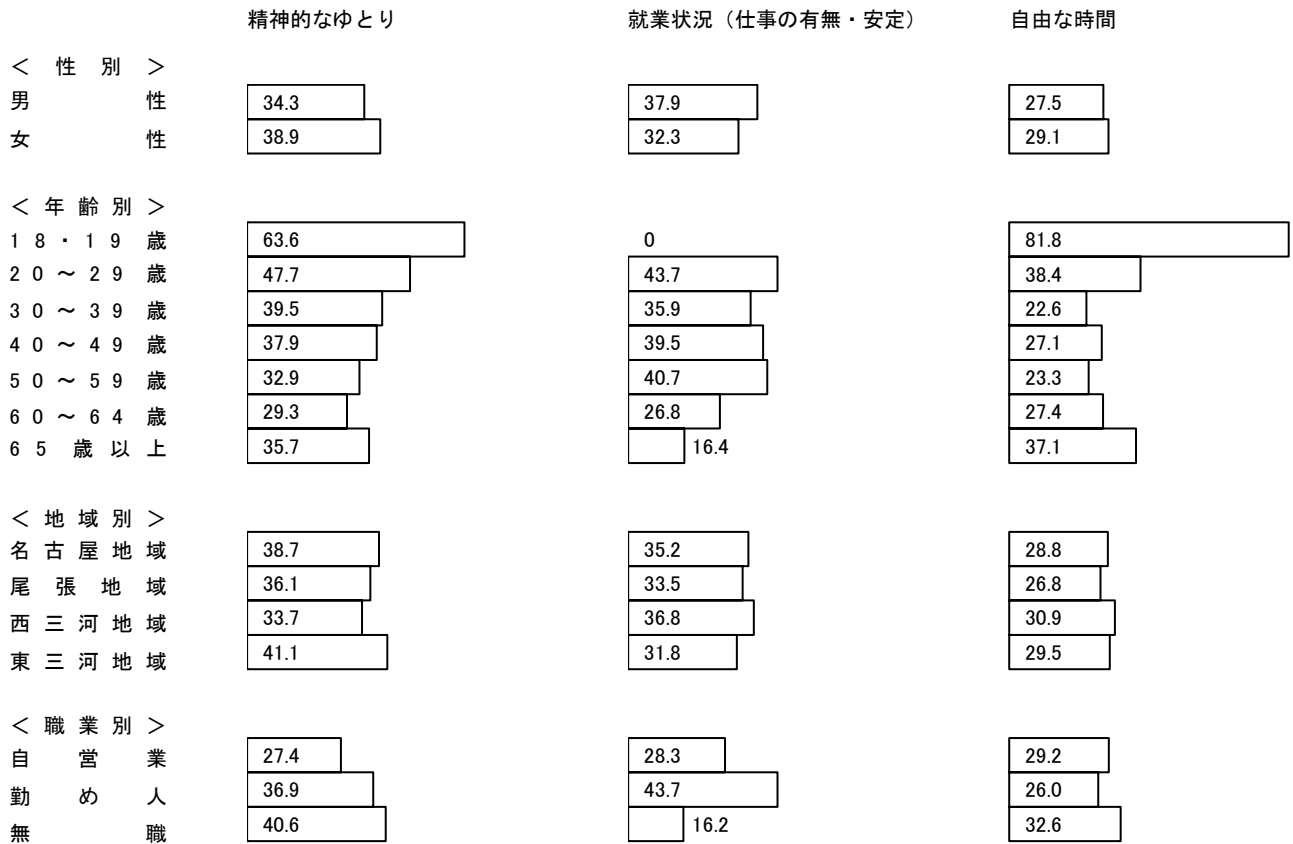 精神的なゆとり 就業状況（仕事の有無・安定） 自由な時間
＜性別＞
男性 34.3 37.9 27.5
女性 38.9 32.3 29.1
＜年齢別＞
18・19歳 63.6 0 81.8
20～29歳 47.7 43.7 38.4
30～39歳 39.5 35.9 22.6
40～49歳 37.9 39.5 27.1
50～59歳 32.9 40.7 23.3
60～64歳 29.3 26.8 27.4
65歳以上 35.7 16.4 37.1
＜地域別＞
名古屋地域 38.7 35.2 28.8
尾張地域 36.1 33.5 26.8
西三河地域 33.7 36.8 30.9
東三河地域 41.1 31.8 29.5
＜職業別＞
自営業 27.4 28.3 29.2
勤め人 36.9 43.7 26.0
無職 40.6 16.2 32.6